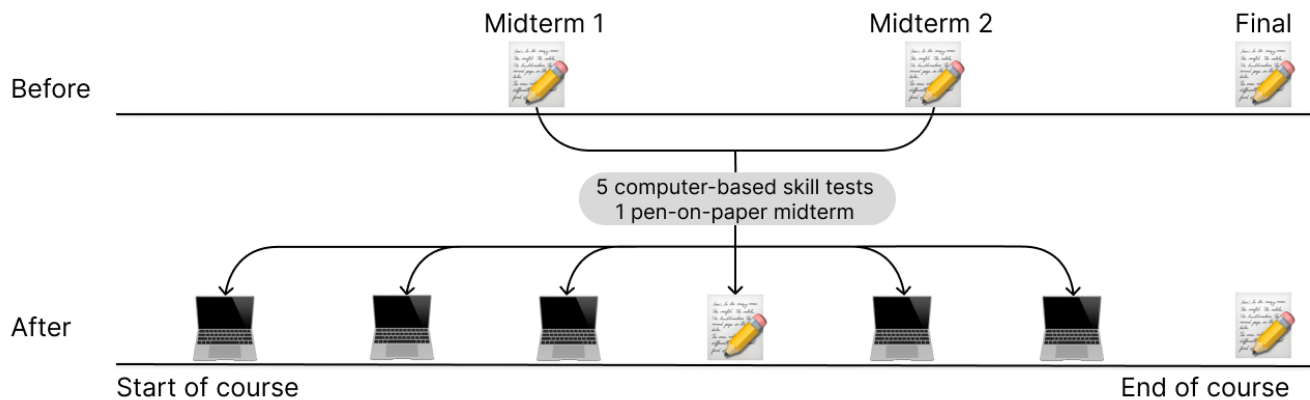 Midterm 1
Midterm 2
Final
Before
5 computer-based skill tests
1 pen-on-paper midterm
After
Start of course
End of course